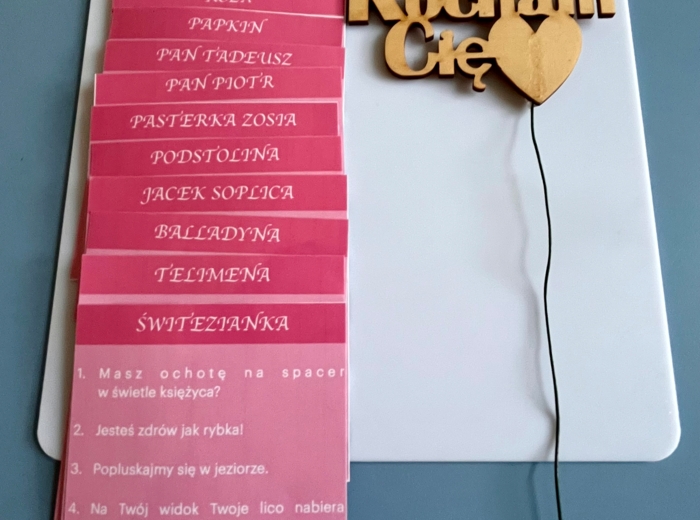 PAPKIN
PAN TADEUSZ
PAN PIOTR
PASTERKA ZOSIA
PODSTOLINA
JACEK SOPLICA
BALLADYNA
TELIMENA
ŚWITEZIANKA
1. Masz ochotę na spacer
w świetle księżyca?
2. Jesteś zdrów jak rybka!
3. Popluskajmy się w jeziorze.
4. Na Twój widok Twoje lico nabiera
Kocham
Cię